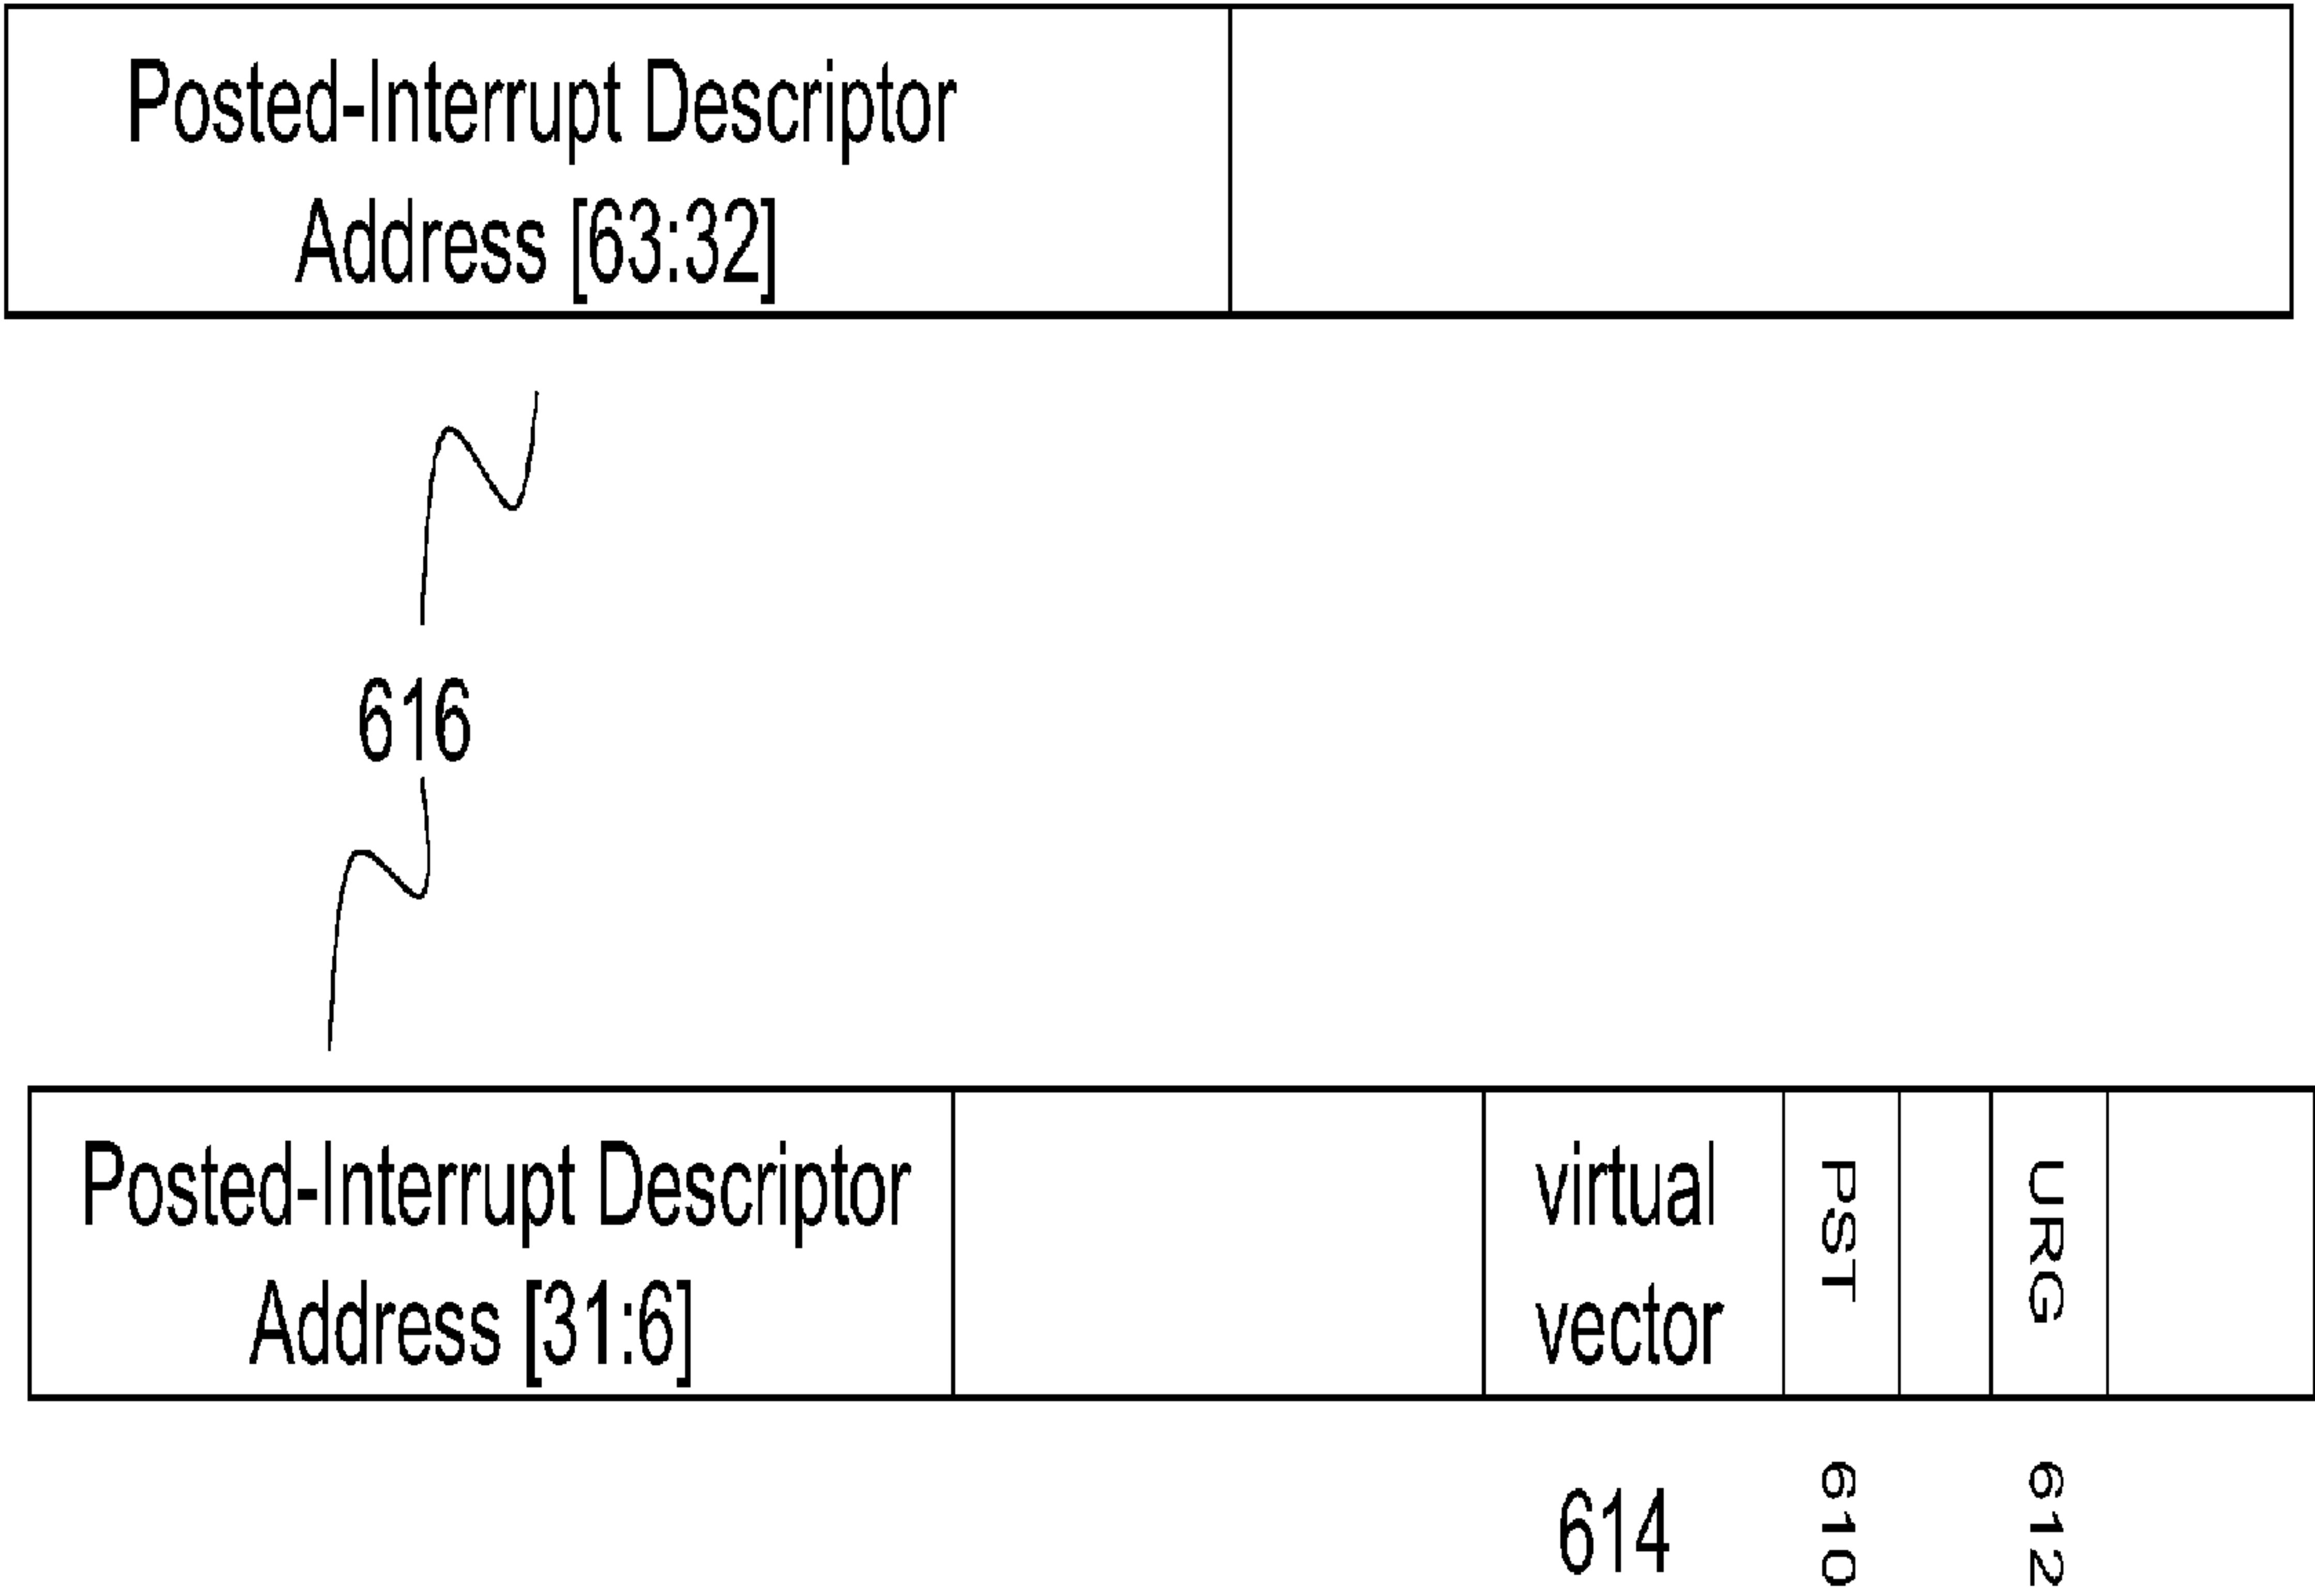 Posted-Interrupt Descriptor
Address [63:32]
616
Posted-Interrupt Descriptor
Address [31:6]
virtual
vector
PST
URG
614
610
612